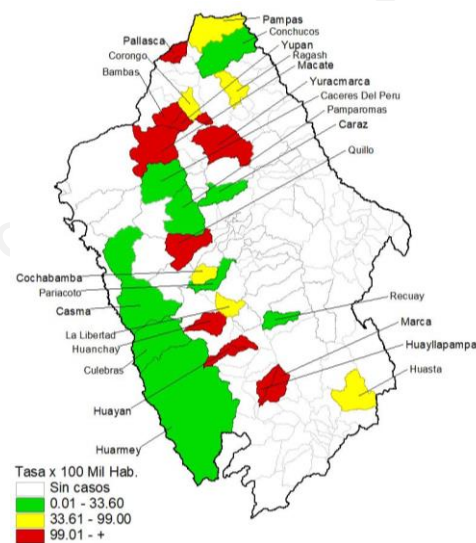 Pampas
Conchucos
Pallasca
Yupan
Corongo
Ragash
Bambas
Macate
Yuracmarca
Caceres Del Peru
Pamparomas
Caraz
Quillo
Cochabamba
Pariacoto
Casma
Recuay
La Libertad
Marca
Huanchay
Huayllapampa
Culebras
Huasta
Huayan
Huarmey
Tasa x 100 Mil Hab.
Sin casos
0.01 - 33.60
33.61 - 99.00
99.01 - +